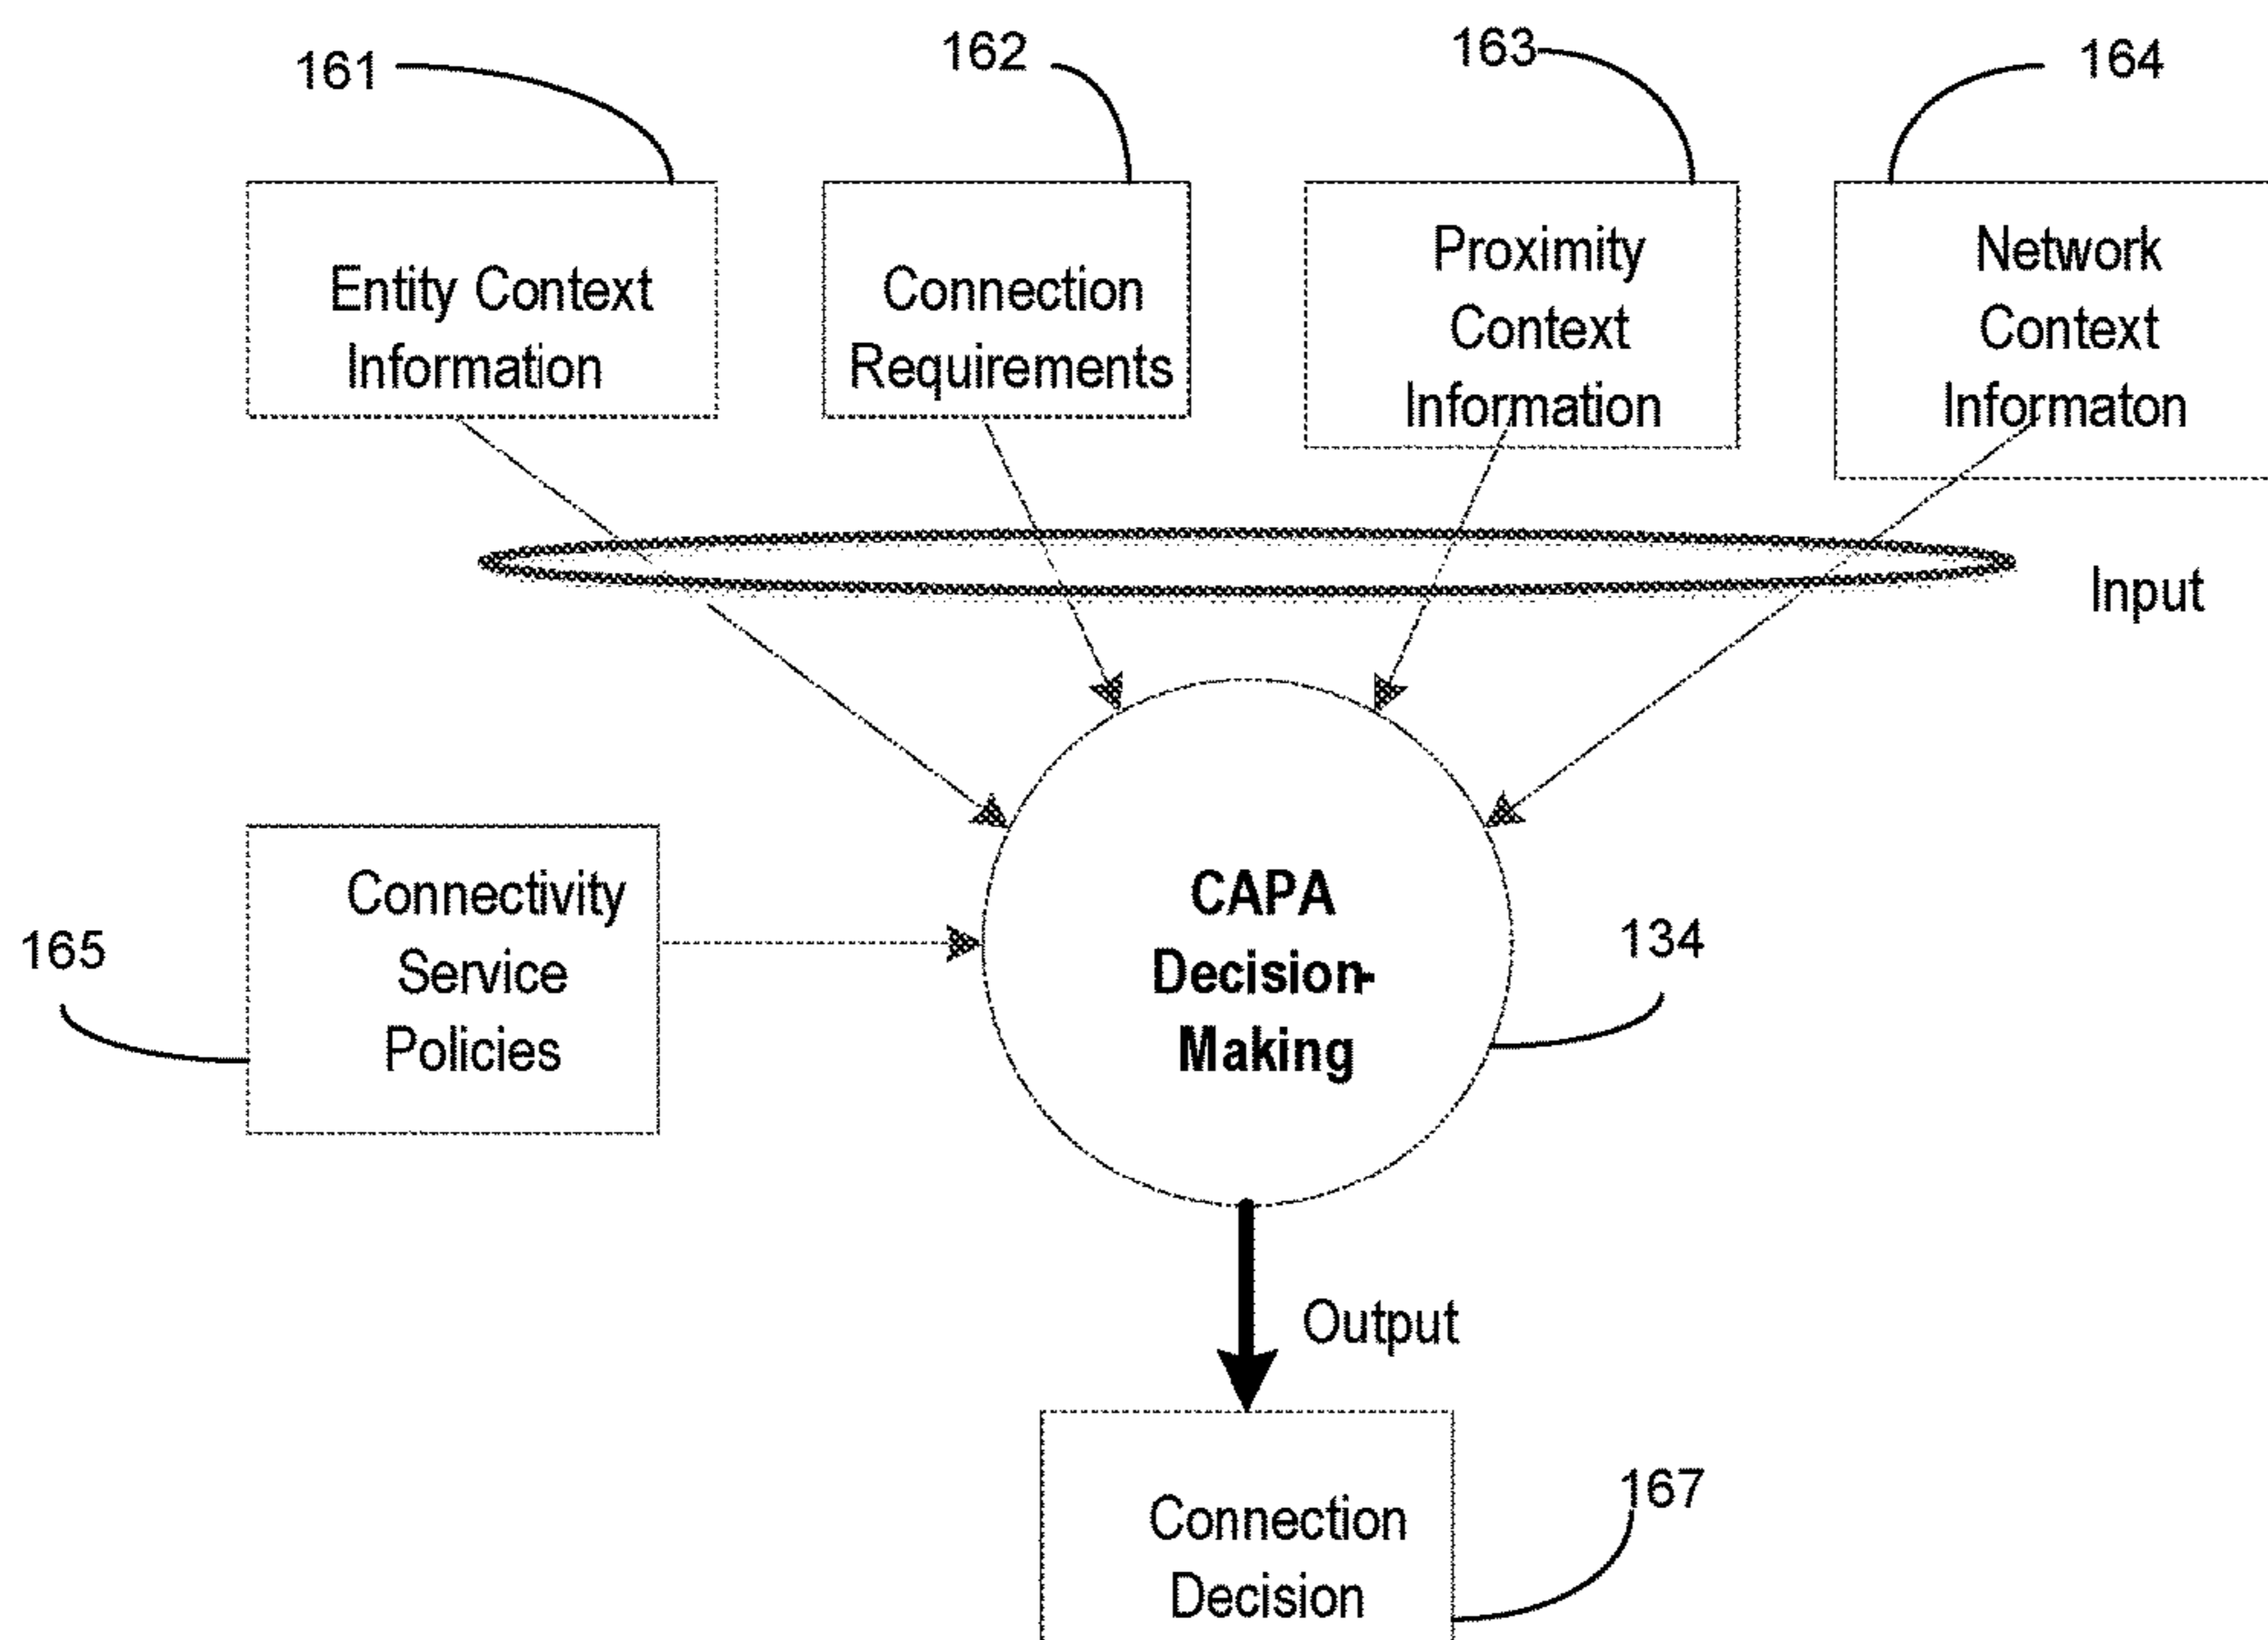 161
162
163
164
Entity Context
Information
Connection
Requirements
Proximity
Context
Information
Network
Context
Informaton
Input
165
Connectivity
Service
Policies
CAPA
Decision-
Making
134
Output
167
Connection
Decision